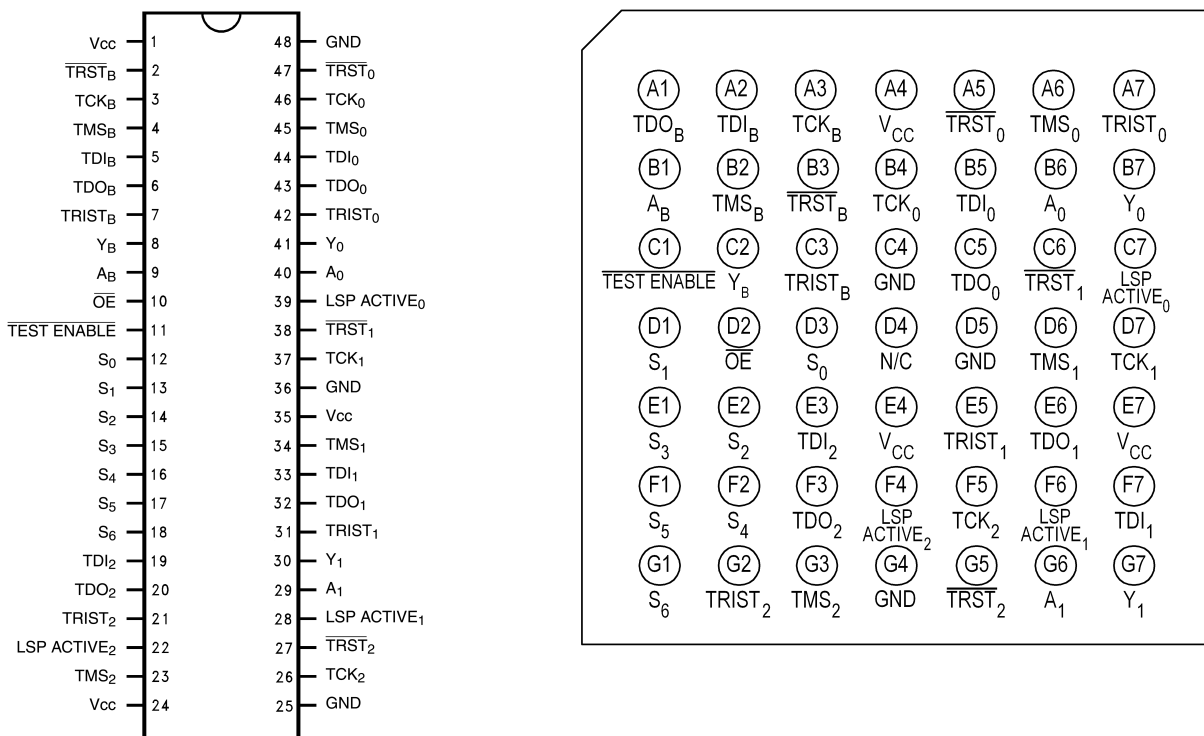 Vcc 1 48 GND
TRST_B 2 47 TRST_0
TCK_B 3 46 TCK_0
TMS_B 4 45 TMS_0
TDI_B 5 44 TDI_0
TDO_B 6 43 TDO_0
TRIST_B 7 42 TRIST_0
Y_B 8 41 Y_0
A_B 9 40 A_0
OE 10 39 LSP ACTIVE_0
TEST ENABLE 11 38 TRST_1
S_0 12 37 TCK_1
S_1 13 36 GND
S_2 14 35 Vcc
S_3 15 34 TMS_1
S_4 16 33 TDI_1
S_5 17 32 TDO_1
S_6 18 31 TRIST_1
TDI_2 19 30 Y_1
TDO_2 20 29 A_1
TRIST_2 21 28 LSP ACTIVE_1
LSP ACTIVE_2 22 27 TRST_2
TMS_2 23 26 TCK_2
Vcc 24 25 GND
A1 A2 A3 A4 A5 A6 A7
TDO_B TDI_B TCK_B V_CC TRST_0 TMS_0 TRIST_0
B1 B2 B3 B4 B5 B6 B7
A_B TMS_B TRST_B TCK_0 TDI_0 A_0 Y_0
C1 C2 C3 C4 C5 C6 C7
TEST ENABLE Y_B TRIST_B GND TDO_0 TRST_1 LSP
ACTIVE_0
D1 D2 D3 D4 D5 D6 D7
S_1 OE S_0 N/C GND TMS_1 TCK_1
E1 E2 E3 E4 E5 E6 E7
S_3 S_2 TDI_2 V_CC TRIST_1 TDO_1 V_CC
F1 F2 F3 F4 F5 F6 F7
S_5 S_4 TDO_2 LSP TCK_2 LSP TDI_1
ACTIVE_2 ACTIVE_1
G1 G2 G3 G4 G5 G6 G7
S_6 TRIST_2 TMS_2 GND TRST_2 A_1 Y_1